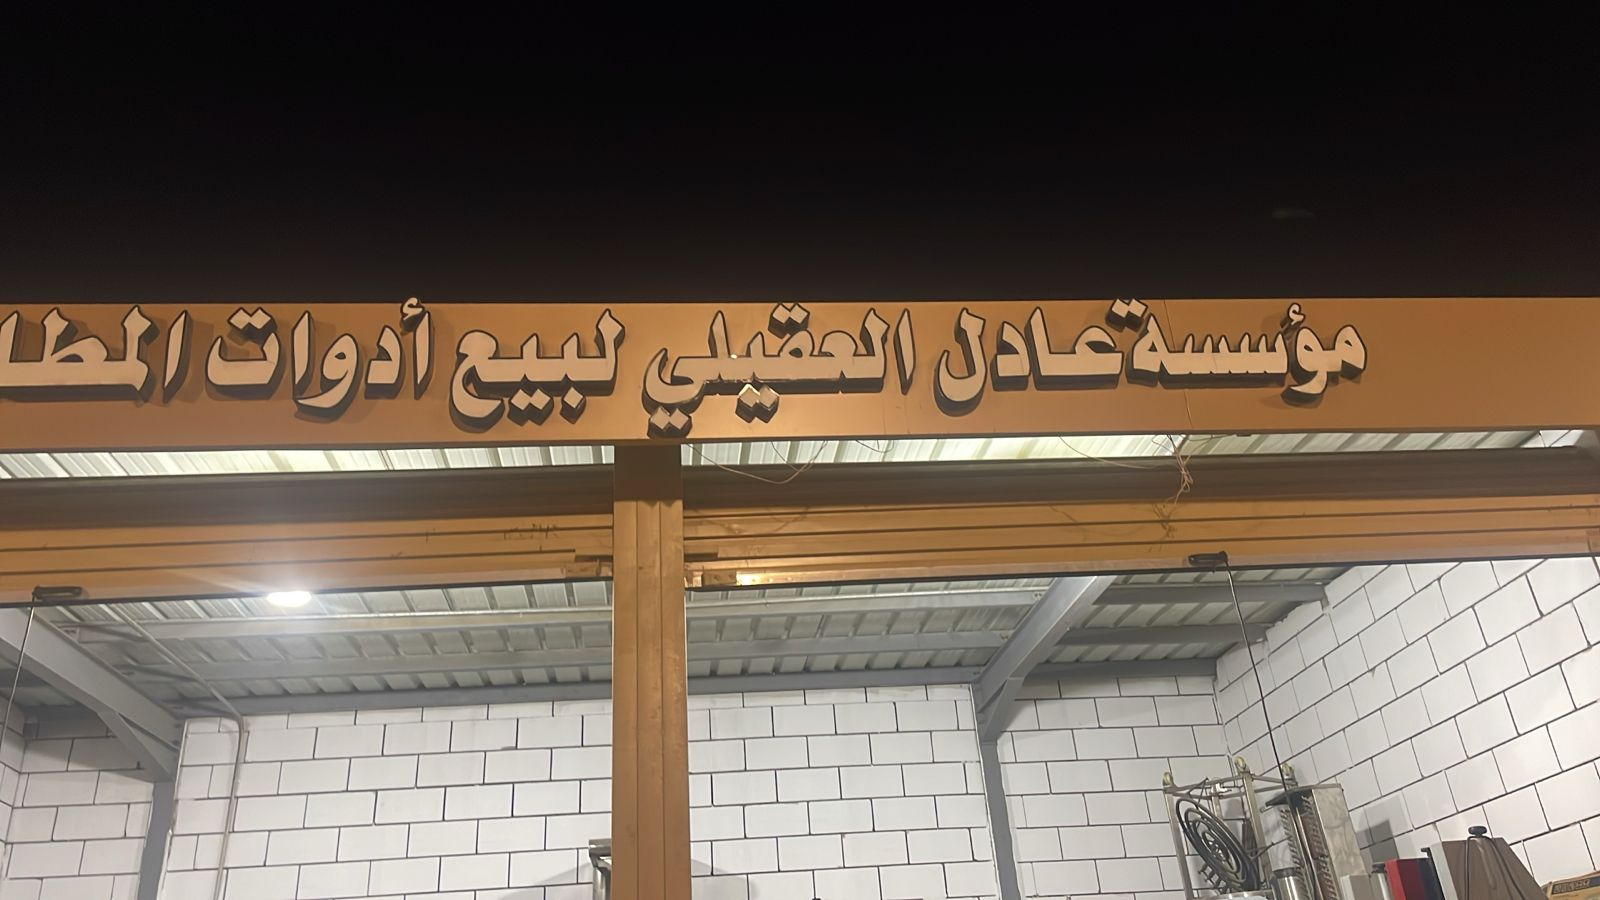 مؤسسة عادل العقيلي لبيع أدوات